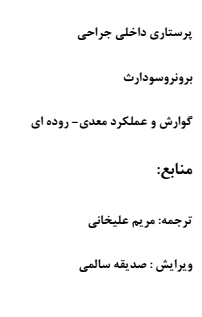 پرستاری داخلی جراحی
برونروسودارث
گوارش و عملکرد معدی- روده ای
منابع:
ترجمه: مریم علیخانی
ویرایش : صدیقه سالمی